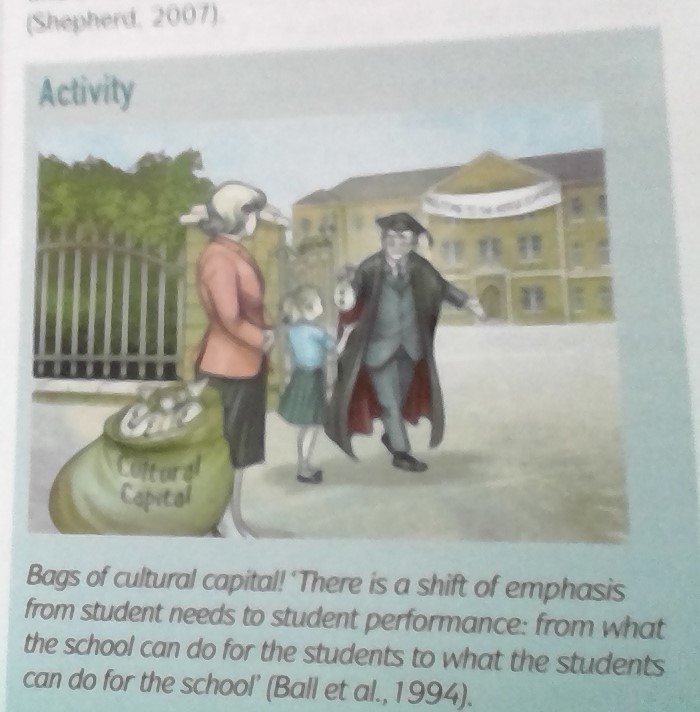 (Shepherd, 2007).
Activity
Cultural
Capital
Bags of cultural capital! 'There is a shift of emphasis
from student needs to student performance: from what
the school can do for the students to what the students
can do for the school' (Ball et al., 1994).